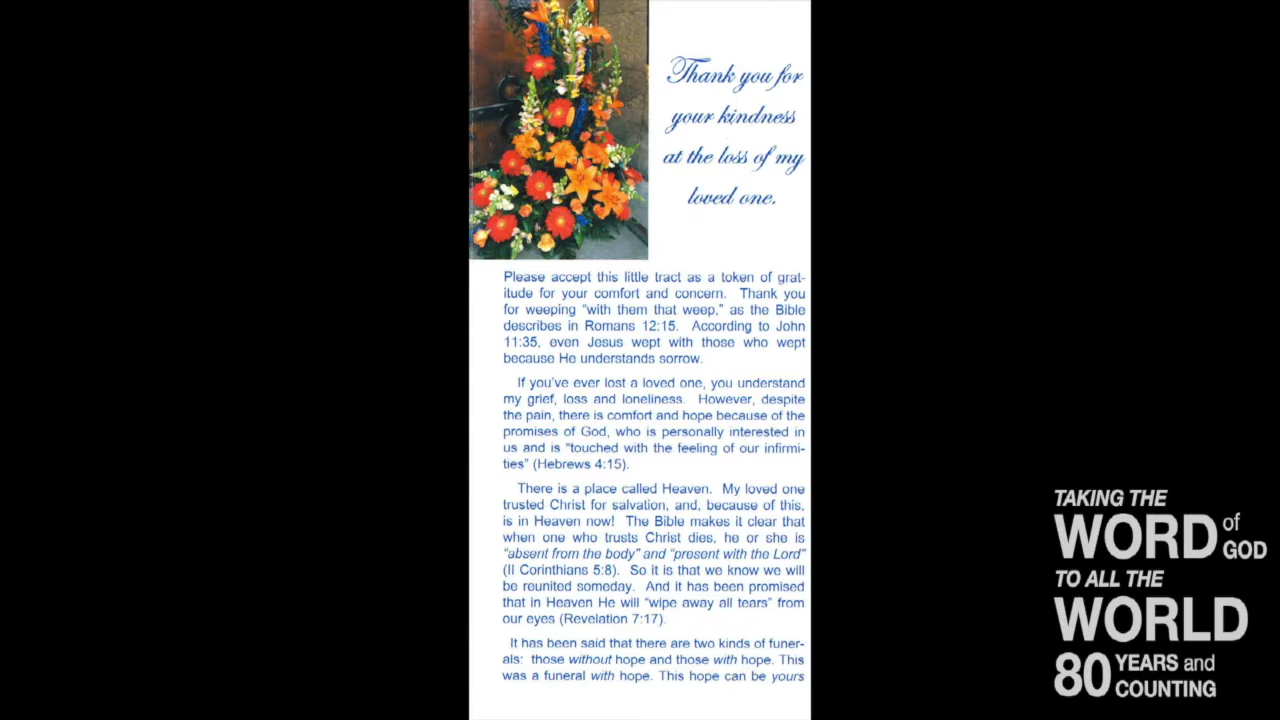 Thank you for
your kindness
at the loss of my
loved one.
Please accept this little tract as a token of grat-
itude for your comfort and concern. Thank you
for weeping “with them that weep,” as the Bible
describes in Romans 12:15. According to John
11:35, even Jesus wept with those who wept
because He understands sorrow.
If you’ve ever lost a loved one, you understand
my grief, loss and loneliness. However, despite
the pain, there is comfort and hope because of the
promises of God, who is personally interested in
us and is “touched with the feeling of our infirmi-
ties” (Hebrews 4:15).
There is a place called Heaven. My loved one
trusted Christ for salvation, and, because of this,
is in Heaven now! The Bible makes it clear that
when one who trusts Christ dies, he or she is
“absent from the body” and “present with the Lord”
(II Corinthians 5:8). So it is that we know we will
be reunited someday. And it has been promised
that in Heaven He will “wipe away all tears” from
our eyes (Revelation 7:17).
It has been said that there are two kinds of funer-
als: those without hope and those with hope. This
was a funeral with hope. This hope can be yours
TAKING THE
WORD of GOD
TO ALL THE
WORLD
80 YEARS and COUNTING